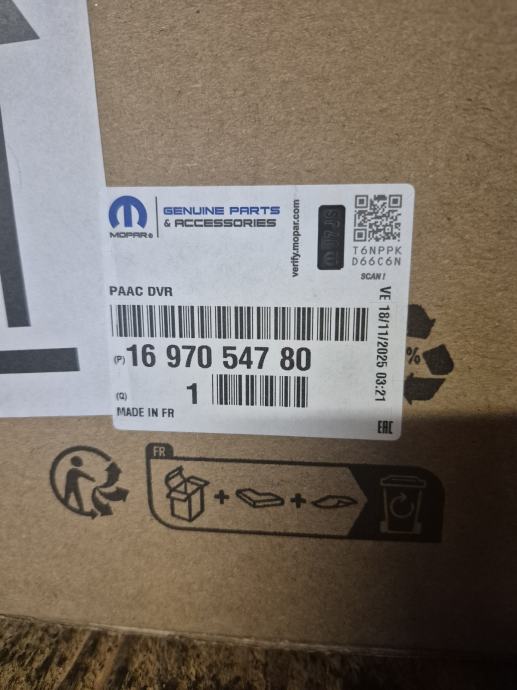 MOPAR®
GENUINE PARTS
& ACCESSORIES
verify.mopar.com
T6NPPK
D66C6N
SCAN!
PAAC DVR
VE 18/11/2025 03:21
(P) 16 970 547 80
(Q) 1
MADE IN FR
EAC
%
FR